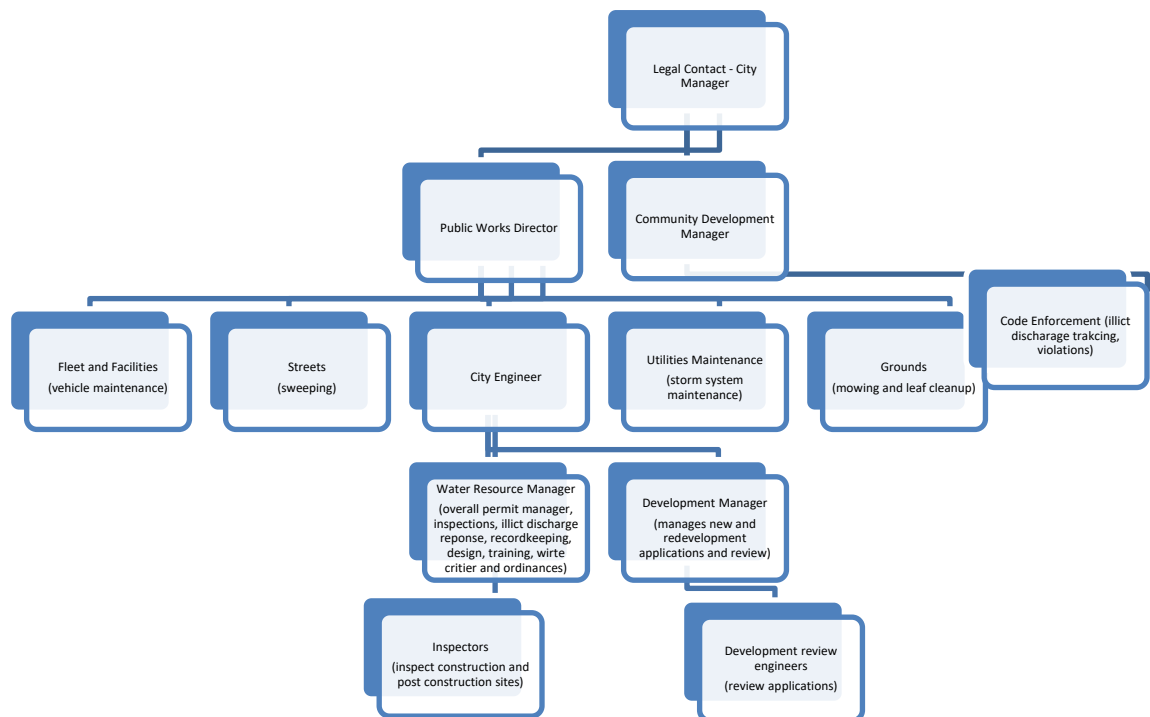 Legal Contact - City
Manager
Public Works Director
Community Development
Manager
Code Enforcement (illict
discharage trakcing,
violations)
Fleet and Facilities
(vehicle maintenance)
Streets
(sweeping)
City Engineer
Utilities Maintenance
(storm system
maintenance)
Grounds
(mowing and leaf cleanup)
Water Resource Manager
(overall permit manager,
inspections, illict discharge
reponse, recordkeeping,
design, training, wirte
critier and ordinances)
Development Manager
(manages new and
redevelopment
applications and review)
Inspectors
(inspect construction and
post construction sites)
Development review
engineers
(review applications)